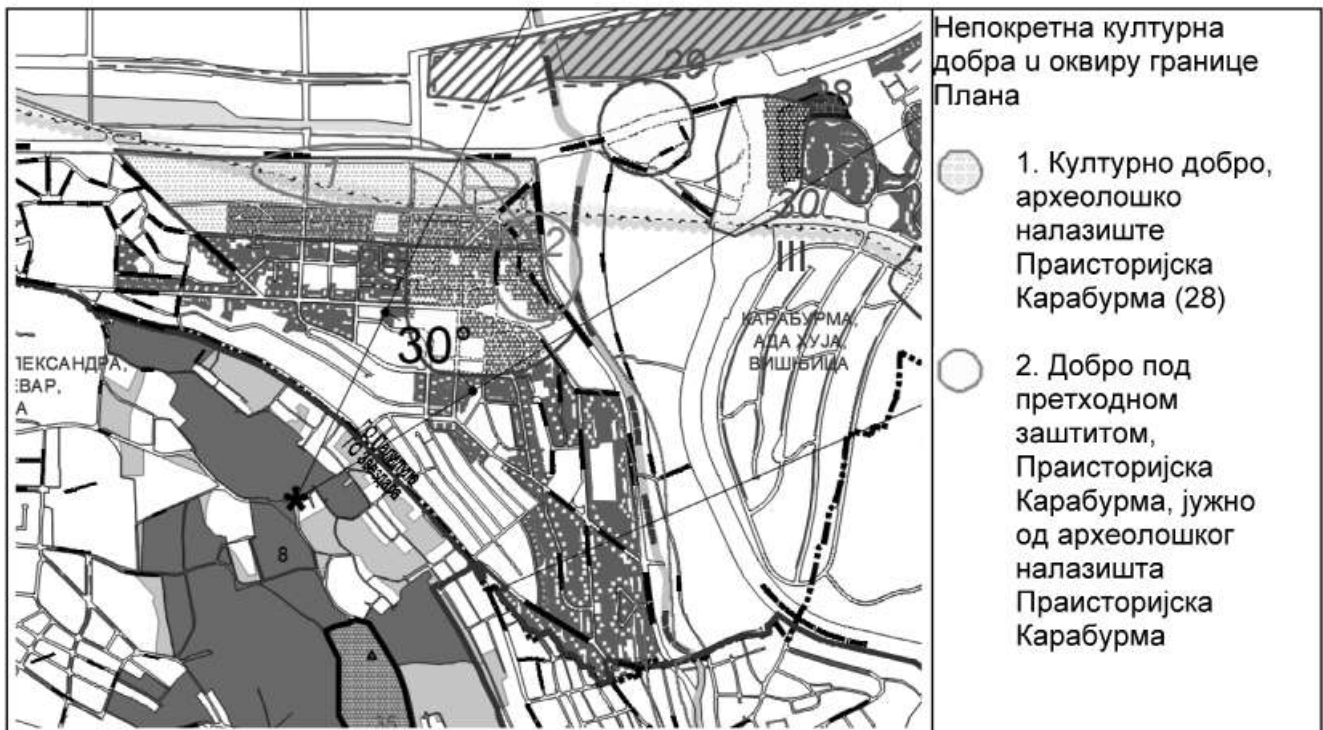 Непокретна културна
добра u оквиру границе
Плана
1. Културно добро,
археолошко
налазиште
Праисторијска
Карабурма (28)
2. Добро под
претходном
заштитом,
Праисторијска
Карабурма, јужно
од археолошког
налазишта
Праисторијска
Карабурма
29
28
30
2
III
30°
КАРАБУРМА,
АДА ХУЈА,
ВИШЊИЦА
ЛЕКСАНДРА,
ЕВАР,
А
8